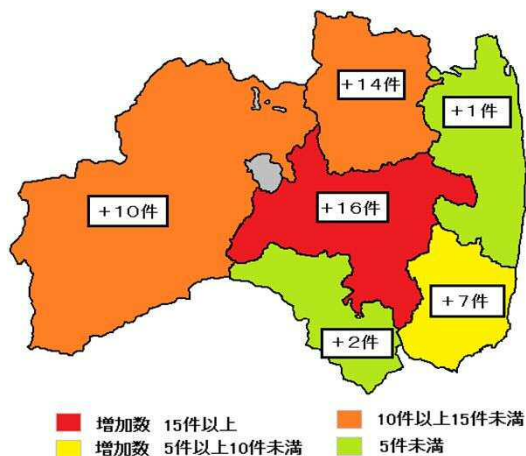 +14件
+1件
+10件
+16件
+7件
+2件
増加数 15件以上
10件以上15件未満
増加数 5件以上10件未満
5件未満